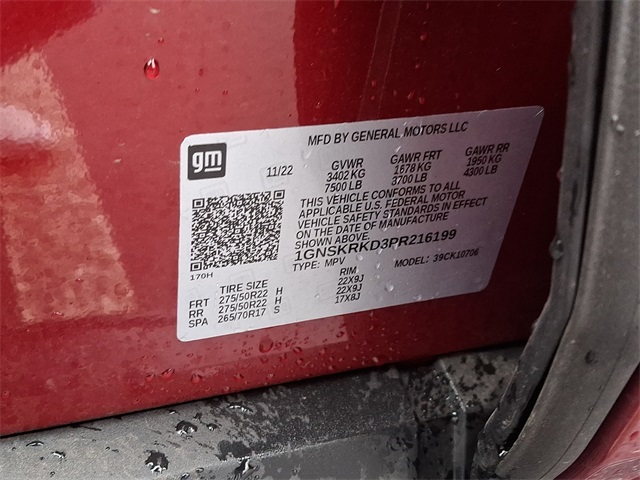 MFD BY GENERAL MOTORS LLC
gm
11/22
GVWR GAWR FRT GAWR RR
3402 KG 1678 KG 1950 KG
7500 LB 3700 LB 4300 LB
THIS VEHICLE CONFORMS TO ALL
APPLICABLE U.S. FEDERAL MOTOR
VEHICLE SAFETY STANDARDS IN EFFECT
ON THE DATE OF MANUFACTURE
SHOWN ABOVE.
1GNSKRKD3PR216199
170H
TYPE: MPV MODEL: 39CK10706
TIRE SIZE RIM
FRT 275/50R22 H 22X9J
RR 275/50R22 H 22X9J
SPA 265/70R17 S 17X8J